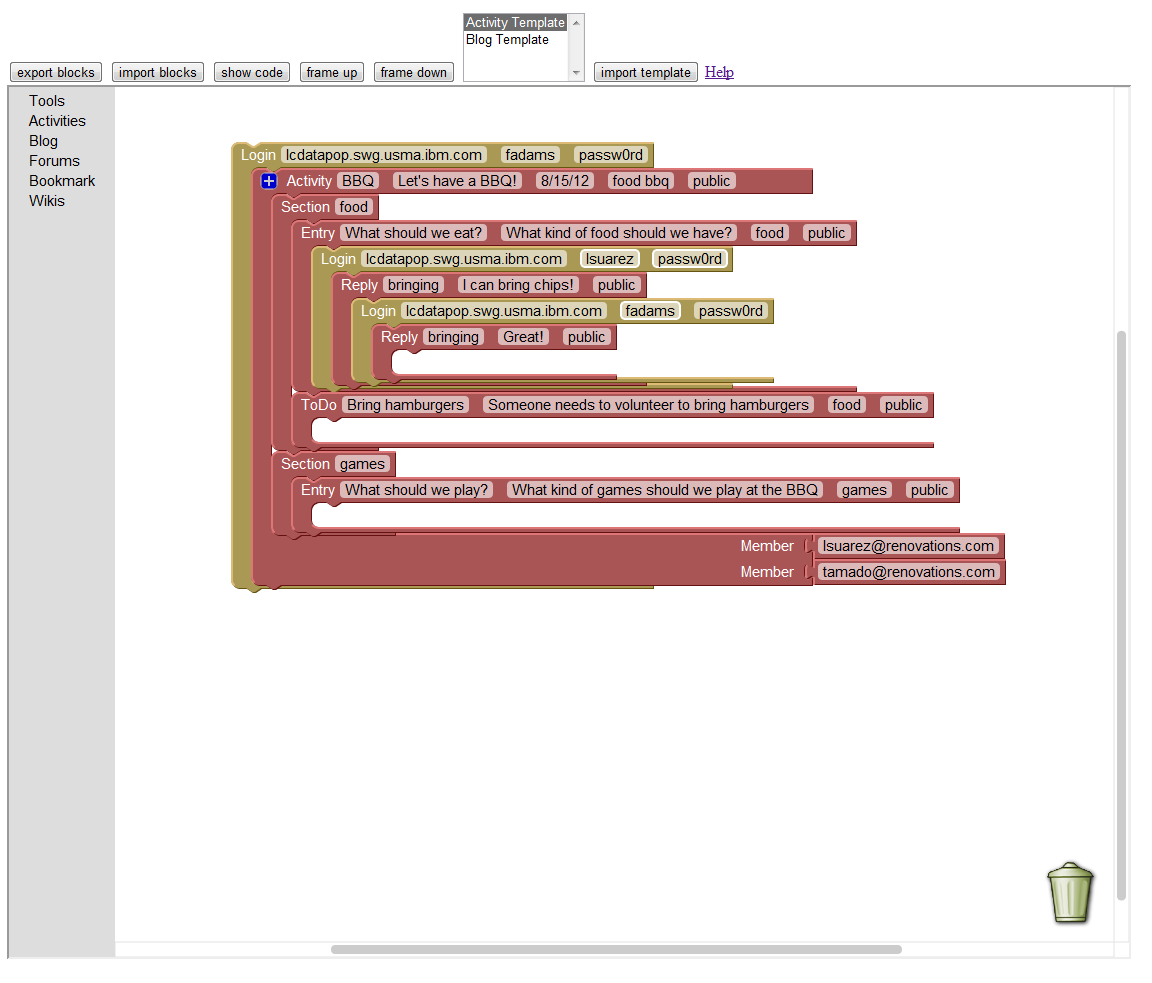 Activity Template
Blog Template
export blocks import blocks show code frame up frame down import template Help
Tools
Activities
Blog
Forums
Bookmark
Wikis
Login lcdatapop.swg.usma.ibm.com fadams passw0rd
+ Activity BBQ Let's have a BBQ! 8/15/12 food bbq public
Section food
Entry What should we eat? What kind of food should we have? food public
Login lcdatapop.swg.usma.ibm.com lsuarez passw0rd
Reply bringing I can bring chips! public
Login lcdatapop.swg.usma.ibm.com fadams passw0rd
Reply bringing Great! public
ToDo Bring hamburgers Someone needs to volunteer to bring hamburgers food public
Section games
Entry What should we play? What kind of games should we play at the BBQ games public
Member lsuarez@renovations.com
Member tamado@renovations.com